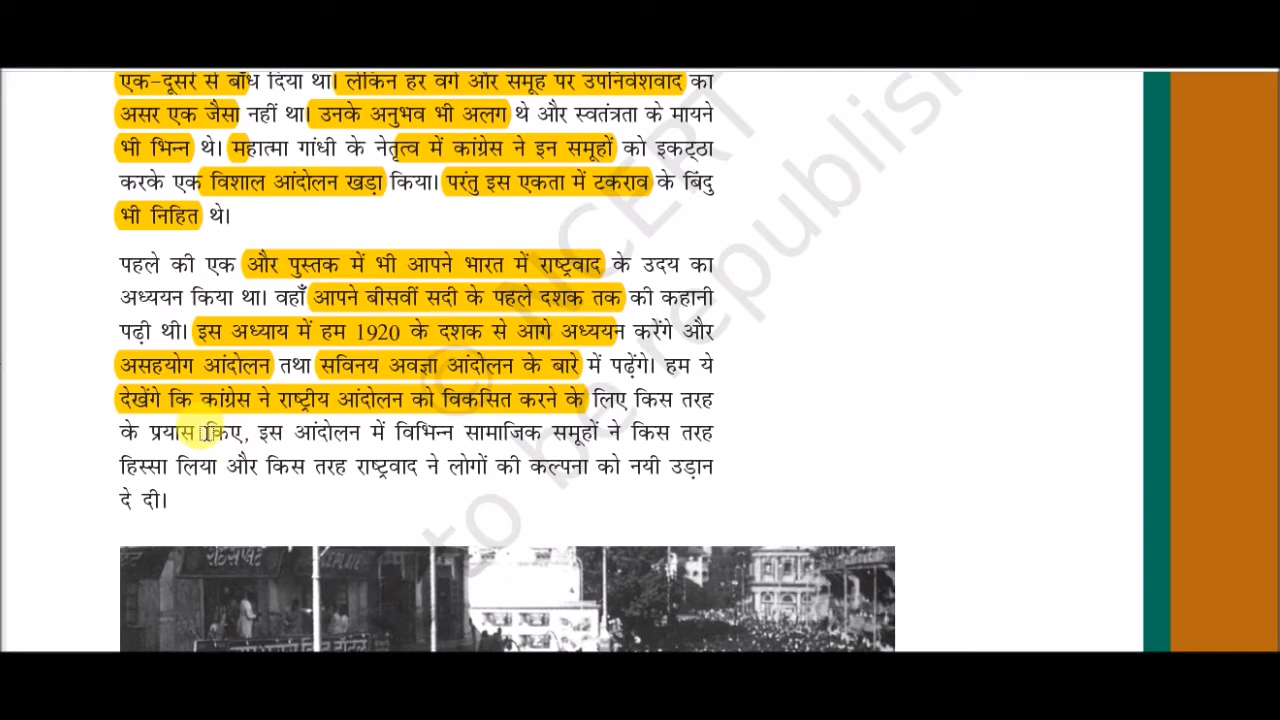 एक-दूसरे से बाँध दिया था। लेकिन हर वर्ग और समूह पर उपनिवेशवाद का
असर एक जैसा नहीं था। उनके अनुभव भी अलग थे और स्वतंत्रता के मायने
भी भिन्न थे। महात्मा गांधी के नेतृत्व में कांग्रेस ने इन समूहों को इकट्ठा
करके एक विशाल आंदोलन खड़ा किया। परंतु इस एकता में टकराव के बिंदु
भी निहित थे।
पहले की एक और पुस्तक में भी आपने भारत में राष्ट्रवाद के उदय का
अध्ययन किया था। वहाँ आपने बीसवीं सदी के पहले दशक तक की कहानी
पढ़ी थी। इस अध्याय में हम 1920 के दशक से आगे अध्ययन करेंगे और
असहयोग आंदोलन तथा सविनय अवज्ञा आंदोलन के बारे में पढ़ेंगे। हम ये
देखेंगे कि कांग्रेस ने राष्ट्रीय आंदोलन को विकसित करने के लिए किस तरह
के प्रयास किए, इस आंदोलन में विभिन्न सामाजिक समूहों ने किस तरह
हिस्सा लिया और किस तरह राष्ट्रवाद ने लोगों की कल्पना को नयी उड़ान
दे दी।
© NCERT
to be republish